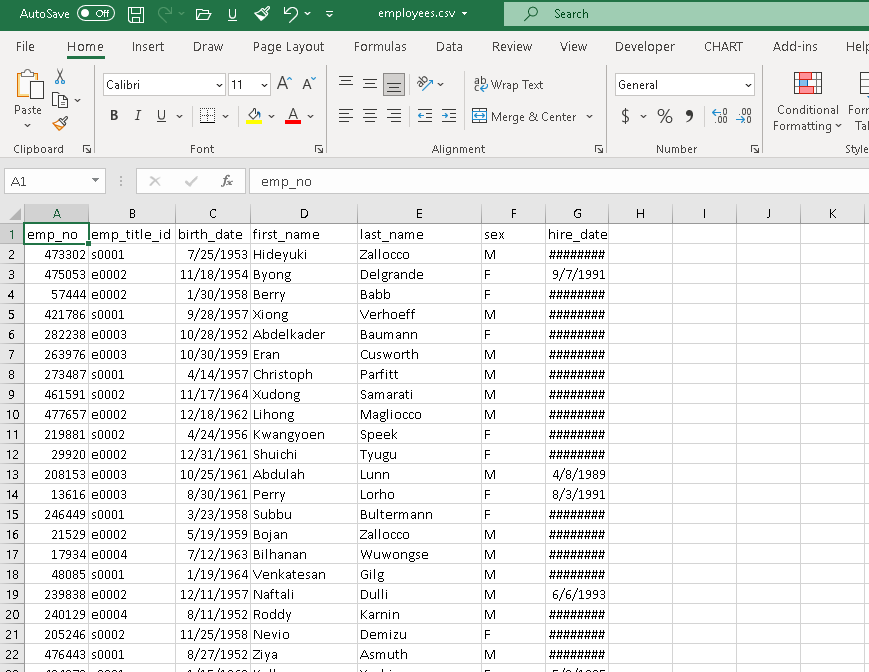 AutoSave Off employees.csv Search
File Home Insert Draw Page Layout Formulas Data Review View Developer CHART Add-ins Help
Calibri 11 Wrap Text General
Paste B I U A Merge & Center $ % Conditional
Formatting
Clipboard Font Alignment Number
A1 fx emp_no
A B C D E F G H I J K
1 emp_no emp_title_id birth_date first_name last_name sex hire_date
2 473302 s0001 7/25/1953 Hideyuki Zallocco M ########
3 475053 e0002 11/18/1954 Byong Delgrande F 9/7/1991
4 57444 e0002 1/30/1958 Berry Babb F ########
5 421786 s0001 9/28/1957 Xiong Verhoeff M ########
6 282238 e0003 10/28/1952 Abdelkader Baumann F ########
7 263976 e0003 10/30/1959 Eran Cusworth M ########
8 273487 s0001 4/14/1957 Christoph Parfitt M ########
9 461591 s0002 11/17/1964 Xudong Samarati M ########
10 477657 e0002 12/18/1962 Lihong Magliocco M ########
11 219881 s0002 4/24/1956 Kwangyoen Speek F ########
12 29920 e0002 12/31/1961 Shuichi Tyugu F ########
13 208153 e0003 10/25/1961 Abdulah Lunn M 4/8/1989
14 13616 e0003 8/30/1961 Perry Lorho F 8/3/1991
15 246449 s0001 3/23/1958 Subbu Bultermann F ########
16 21529 e0002 5/19/1959 Bojan Zallocco M ########
17 17934 e0004 7/12/1963 Bilhanan Wuwongse M ########
18 48085 s0001 1/19/1964 Venkatesan Gilg M ########
19 239838 e0002 12/11/1957 Naftali Dulli M 6/6/1993
20 240129 e0004 8/11/1952 Roddy Karnin M ########
21 205246 s0002 11/25/1958 Nevio Demizu F ########
22 476443 s0001 8/27/1952 Ziya Asmuth M ########